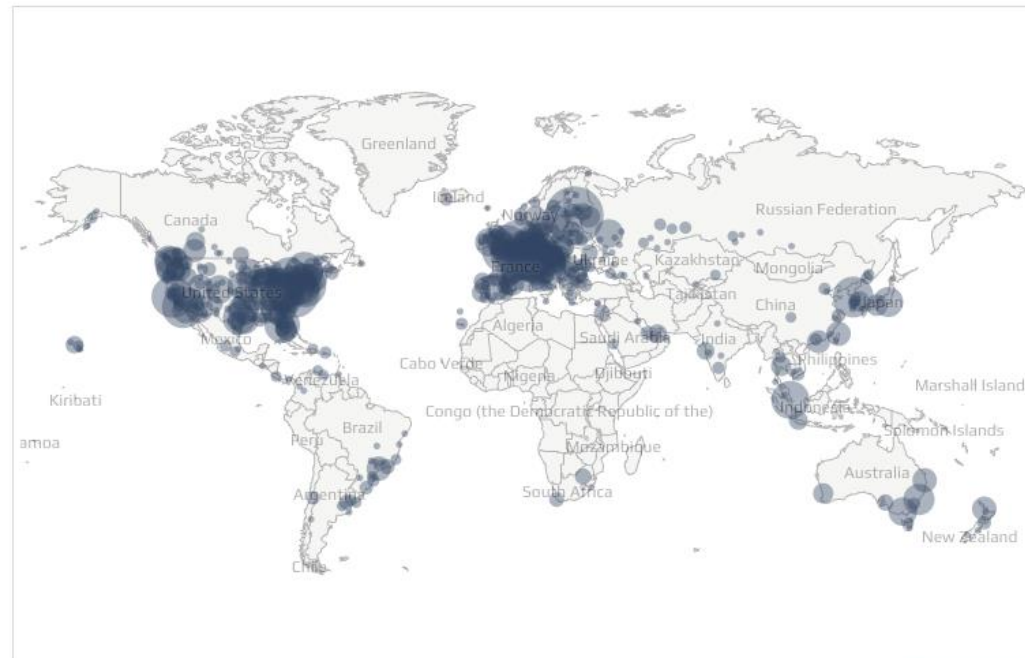 Greenland
Iceland
Canada
Norway
Russian Federation
France
Ukraine
Kazakhstan
Mongolia
United States
Tajikistan
China
Japan
Mexico
Algeria
Saudi Arabia
India
Cabo Verde
Philippines
Venezuela
Nigeria
Djibouti
Marshall Island
Kiribati
Congo (the Democratic Republic of the)
Indonesia
Brazil
Solomon Islands
amoa
Peru
Mozambique
Australia
Argentina
South Africa
New Zealand
Chile